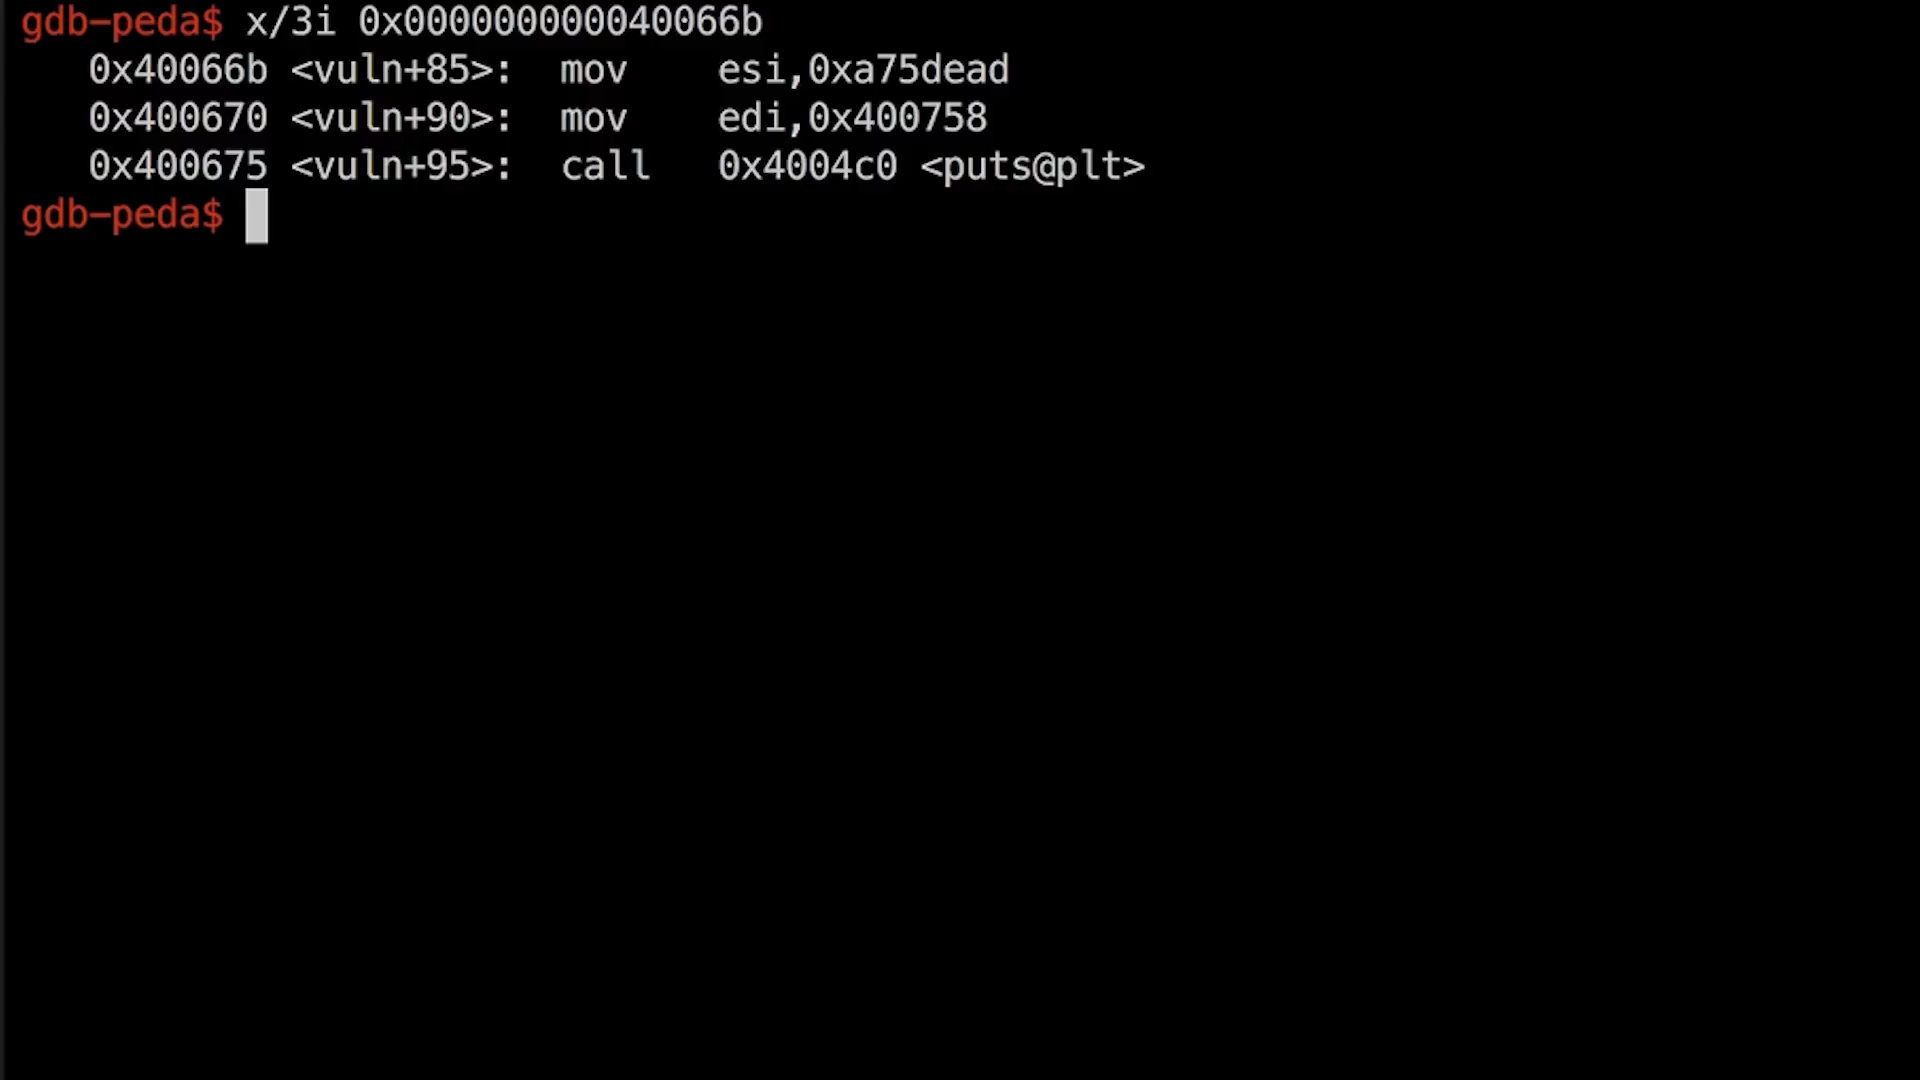 gdb-peda$ x/3i 0x000000000040066b
0x40066b <vuln+85>: mov esi,0xa75dead
0x400670 <vuln+90>: mov edi,0x400758
0x400675 <vuln+95>: call 0x4004c0 <puts@plt>
gdb-peda$